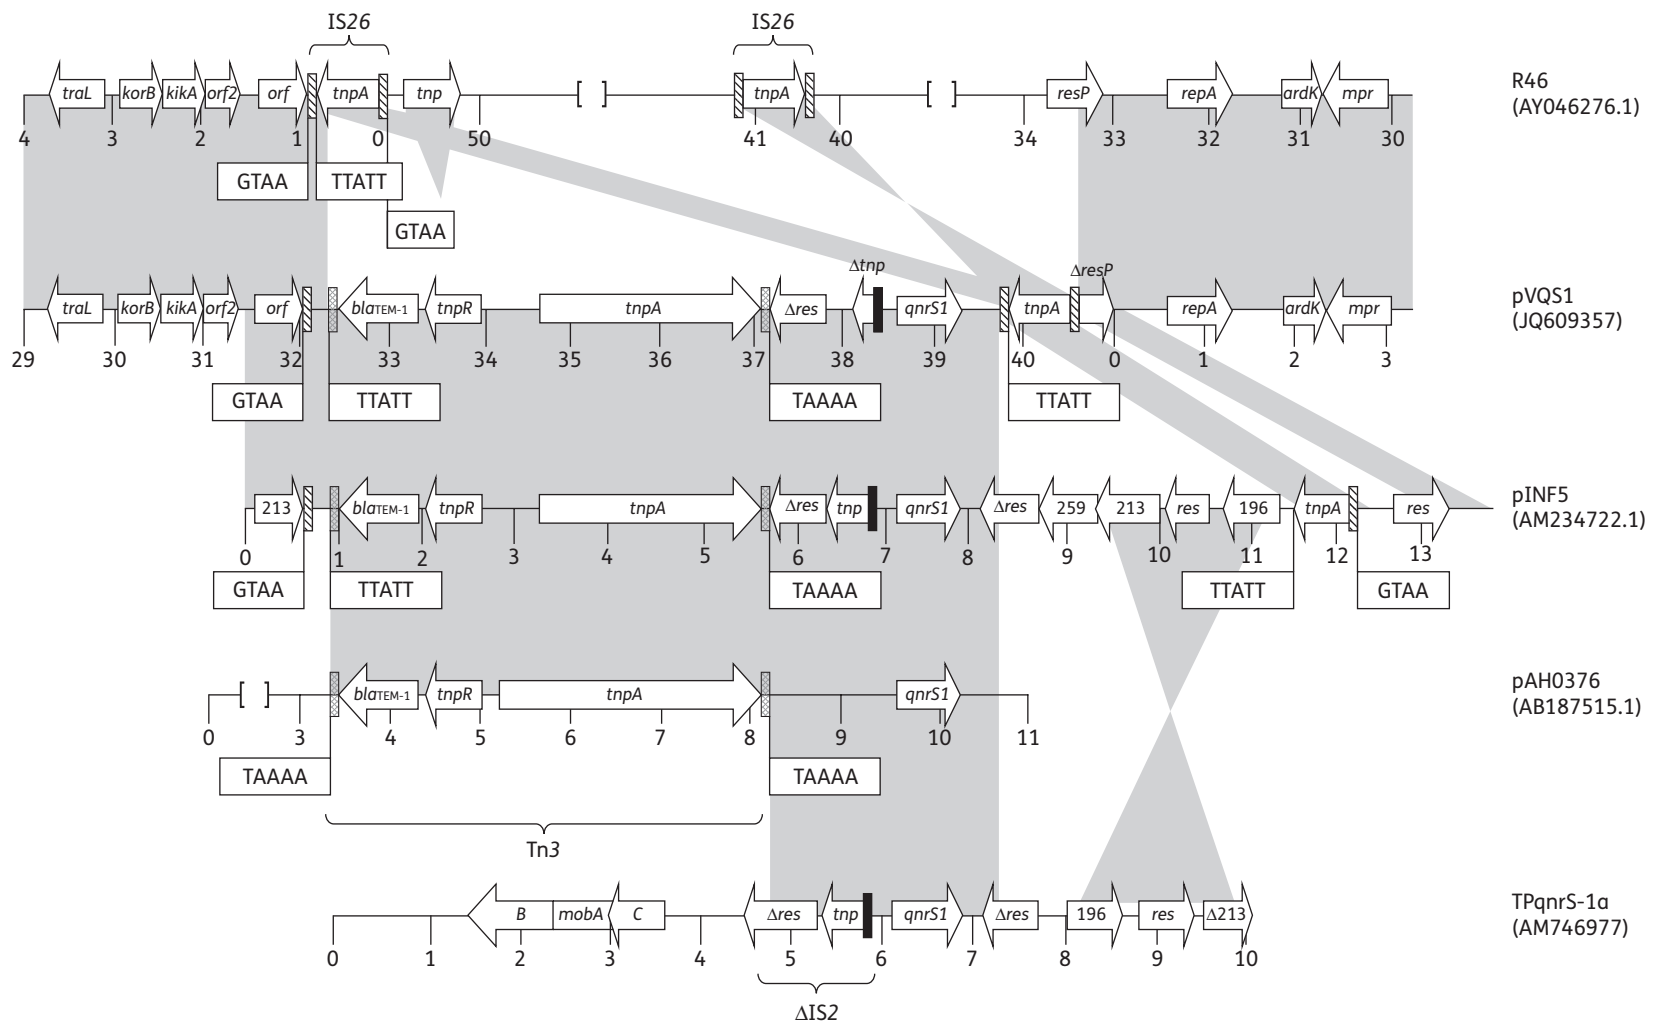 IS26 IS26
traL korB kikA orf2 orf tnpA tnp [ ] tnpA [ ] resP repA ardK mpr R46
(AY046276.1)
4 3 2 1 0 50 41 40 34 33 32 31 30
GTAA TTATT
GTAA
Δtnp ΔresP
traL korB kikA orf2 orf blaTEM-1 tnpR tnpA Δres qnrS1 tnpA repA ardK mpr pVQS1
(JQ609357)
29 30 31 32 33 34 35 36 37 38 39 40 0 1 2 3
GTAA TTATT TAAAA TTATT
213 blaTEM-1 tnpR tnpA Δres tnp qnrS1 Δres 259 213 res 196 tnpA res pINF5
(AM234722.1)
0 1 2 3 4 5 6 7 8 9 10 11 12 13
GTAA TTATT TAAAA TTATT GTAA
[ ] blaTEM-1 tnpR tnpA qnrS1 pAH0376
(AB187515.1)
0 3 4 5 6 7 8 9 10 11
TAAAA TAAAA
Tn3
B mobA C Δres tnp qnrS1 Δres 196 res Δ213 TPqnrS-1a
(AM746977)
0 1 2 3 4 5 6 7 8 9 10
ΔIS2